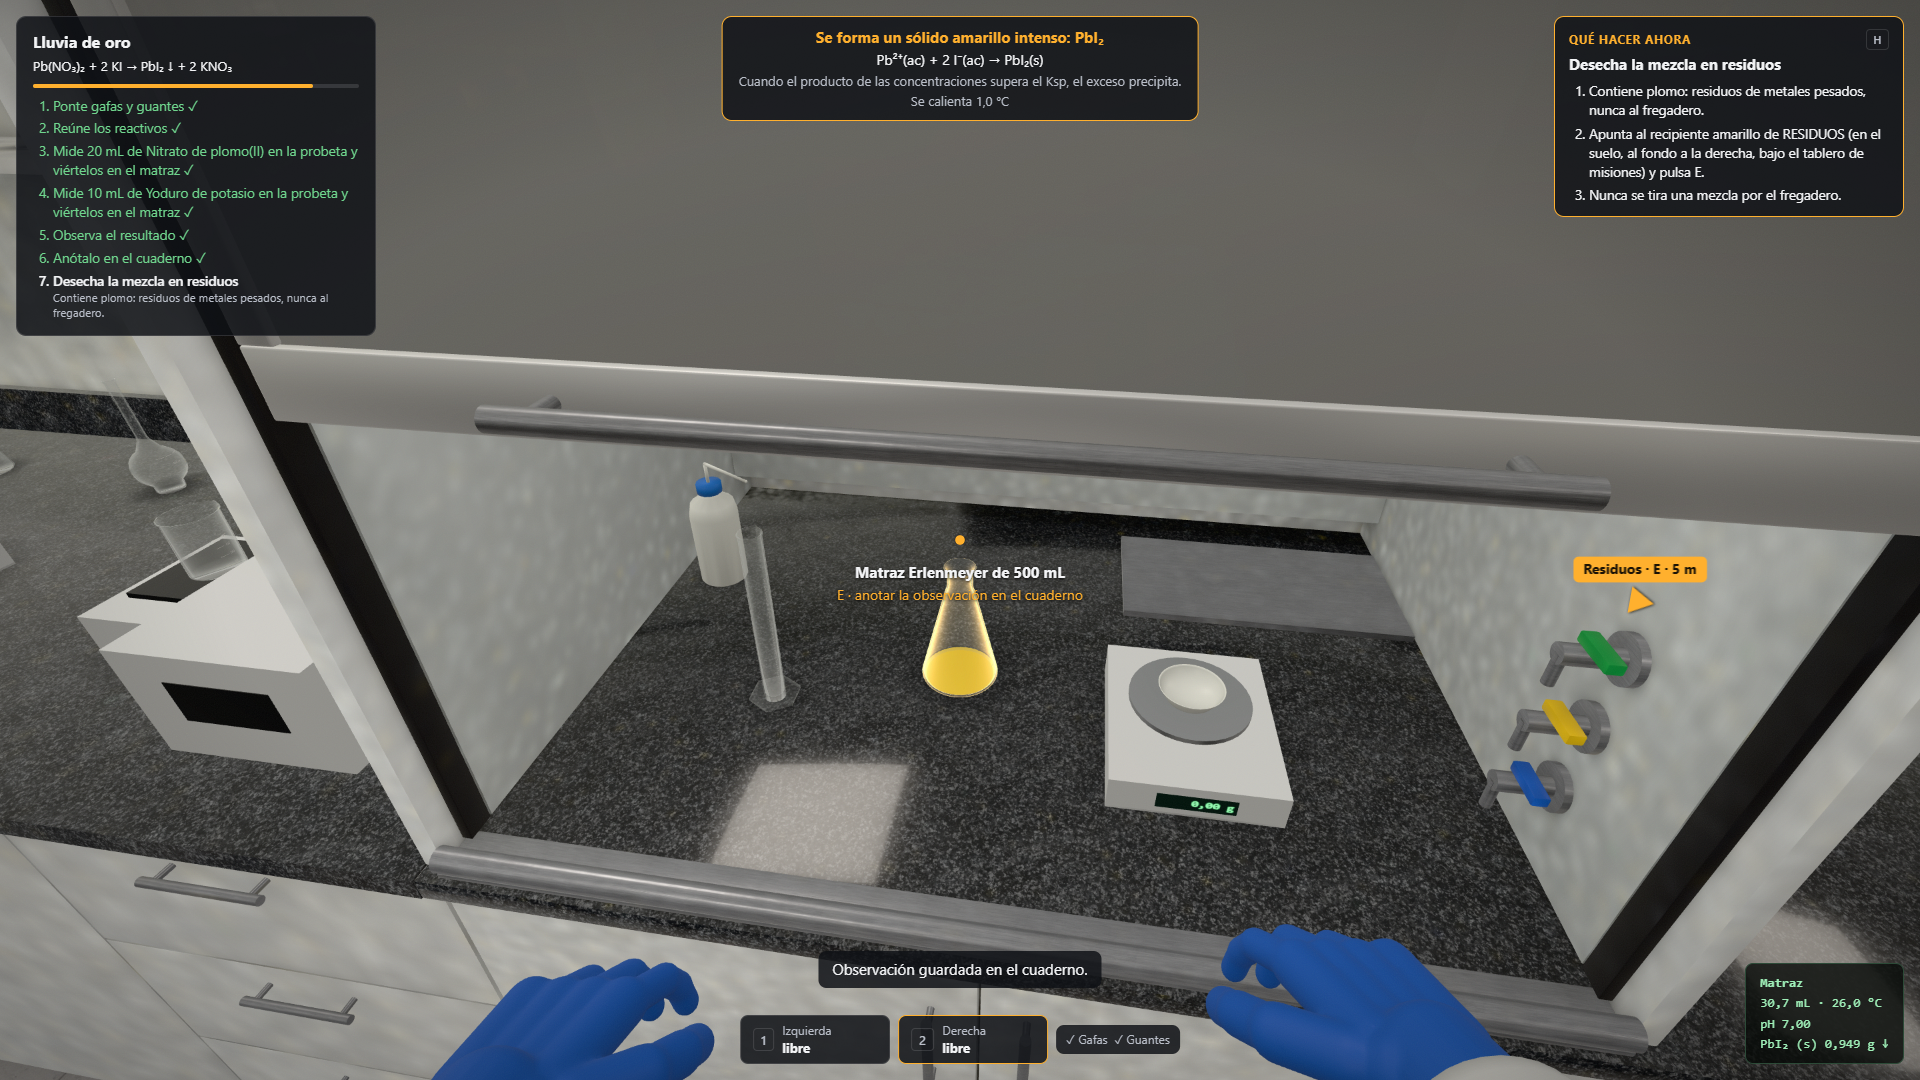 Lluvia de oro
Pb(NO₃)₂ + 2 KI → PbI₂ ↓ + 2 KNO₃
1. Ponte gafas y guantes ✓
2. Reúne los reactivos ✓
3. Mide 20 mL de Nitrato de plomo(II) en la probeta y
viértelos en el matraz ✓
4. Mide 10 mL de Yoduro de potasio en la probeta y
viértelos en el matraz ✓
5. Observa el resultado ✓
6. Anótalo en el cuaderno ✓
7. Desecha la mezcla en residuos
Contiene plomo: residuos de metales pesados, nunca al
fregadero.
Se forma un sólido amarillo intenso: PbI₂
Pb²⁺(ac) + 2 I⁻(ac) → PbI₂(s)
Cuando el producto de las concentraciones supera el Ksp, el exceso precipita.
Se calienta 1,0 °C
QUÉ HACER AHORA
H
Desecha la mezcla en residuos
1. Contiene plomo: residuos de metales pesados,
nunca al fregadero.
2. Apunta al recipiente amarillo de RESIDUOS (en el
suelo, al fondo a la derecha, bajo el tablero de
misiones) y pulsa E.
3. Nunca se tira una mezcla por el fregadero.
Matraz Erlenmeyer de 500 mL
E · anotar la observación en el cuaderno
Residuos · E · 5 m
0,00 g
Observación guardada en el cuaderno.
1 Izquierda
libre
2 Derecha
libre
✓ Gafas ✓ Guantes
Matraz
30,7 mL · 26,0 °C
pH 7,00
PbI₂ (s) 0,949 g ↓